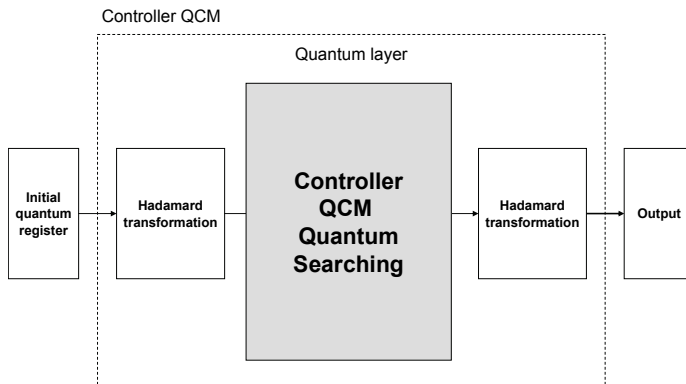 Controller QCM
Quantum layer
Initial
quantum
register
Hadamard
transformation
Controller
QCM
Quantum
Searching
Hadamard
transformation
Output